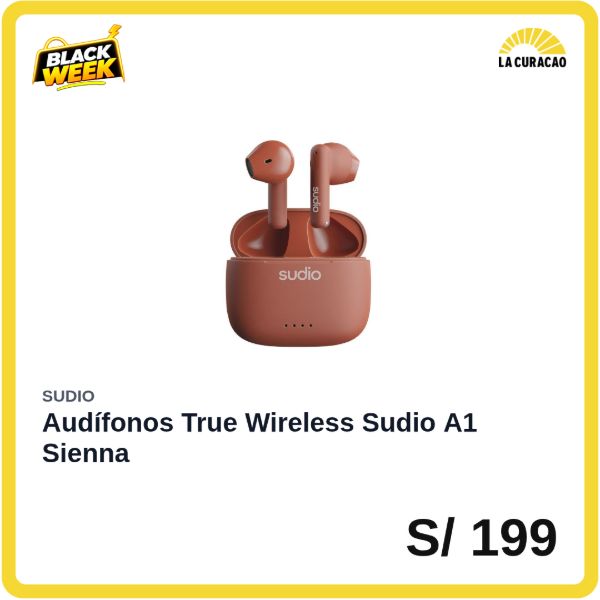 BLACK
WEEK
LA CURACAO
sudio
sudio
SUDIO
Audífonos True Wireless Sudio A1
Sienna
S/ 199